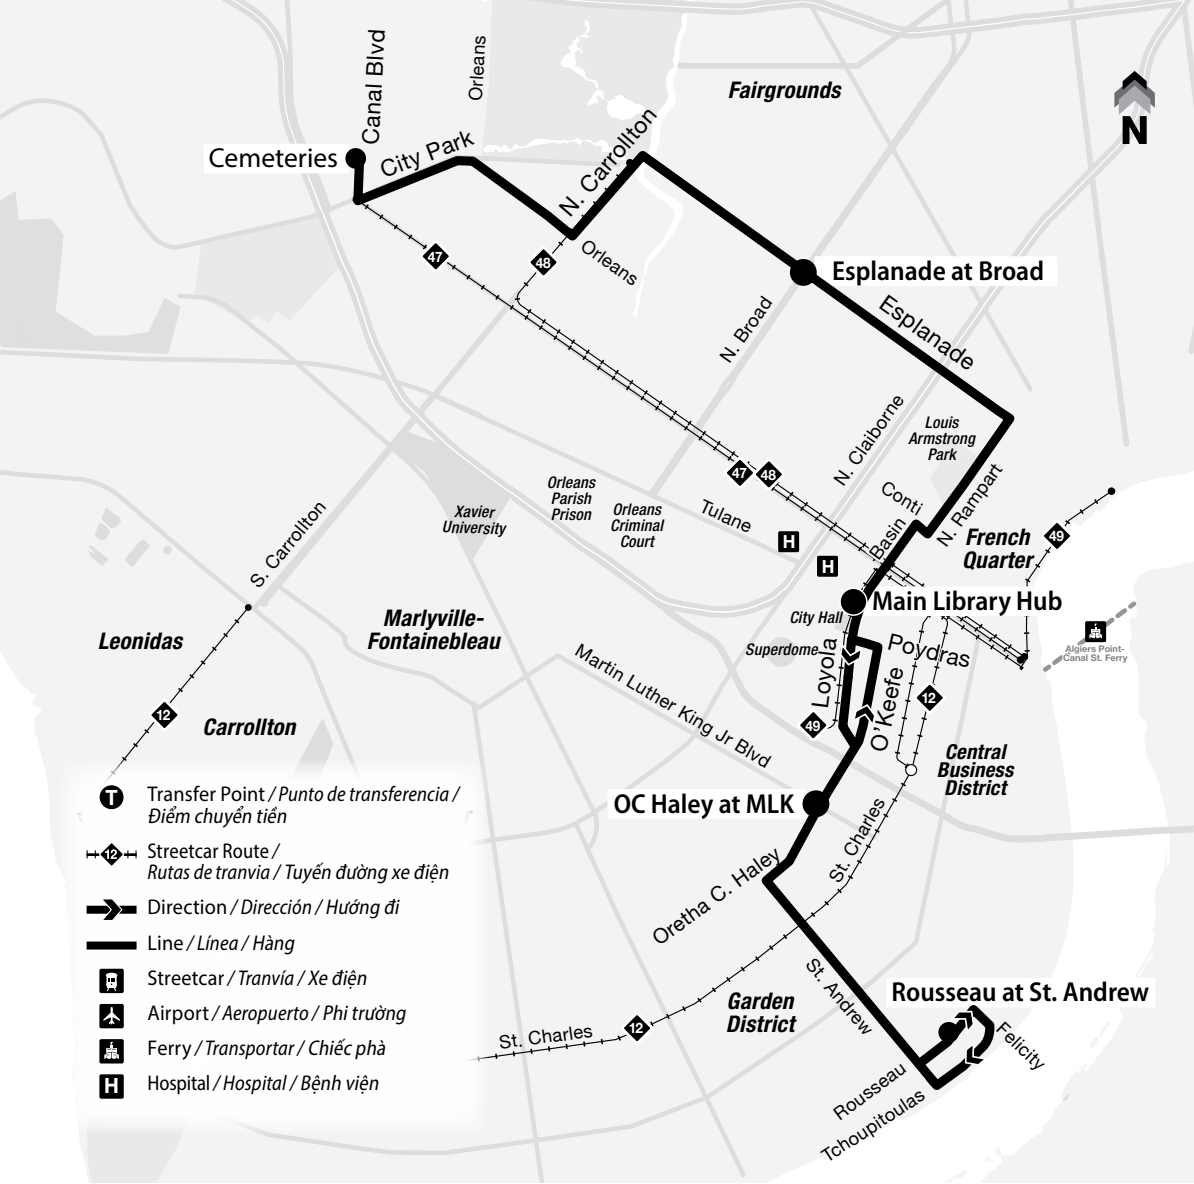 Canal Blvd
Orleans
Fairgrounds
N
Cemeteries
City Park
N. Carrollton
47
48
Orleans
Esplanade at Broad
Esplanade
N. Broad
N. Claiborne
Louis
Armstrong
Park
47
48
Conti
N. Rampart
Orleans
Parish
Prison
Orleans
Criminal
Court
Tulane
Xavier
University
H
H
Basin
French
Quarter
49
S. Carrollton
Main Library Hub
City Hall
Marlyville-
Fontainebleau
Leonidas
Superdome
Loyola
Poydras
Algiers Point-
Canal St. Ferry
Martin Luther King Jr Blvd
O'Keefe
12
12
49
Carrollton
Central
Business
District
OC Haley at MLK
St. Charles
Oretha C. Haley
T
Transfer Point / Punto de transferencia /
Điểm chuyển tiền
12
Streetcar Route /
Rutas de tranvia / Tuyến đường xe điện
Direction / Dirección / Hướng đi
Line / Línea / Hàng
Streetcar / Tranvía / Xe điện
Airport / Aeropuerto / Phi trường
Ferry / Transportar / Chiếc phà
H
Hospital / Hospital / Bệnh viện
St. Andrew
Rousseau at St. Andrew
Garden
District
12
St. Charles
Felicity
Rousseau
Tchoupitoulas